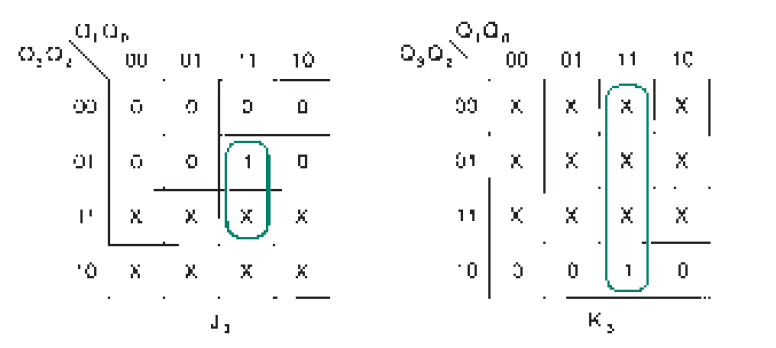 Q₁Q₀
Q₃Q₂ 00 01 11 10
00 0 0 0 0
01 0 0 1 0
11 X X X X
10 X X X X
J₃
Q₁Q₀
Q₃Q₂ 00 01 11 10
00 X X X X
01 X X X X
11 X X X X
10 0 0 1 0
K₃